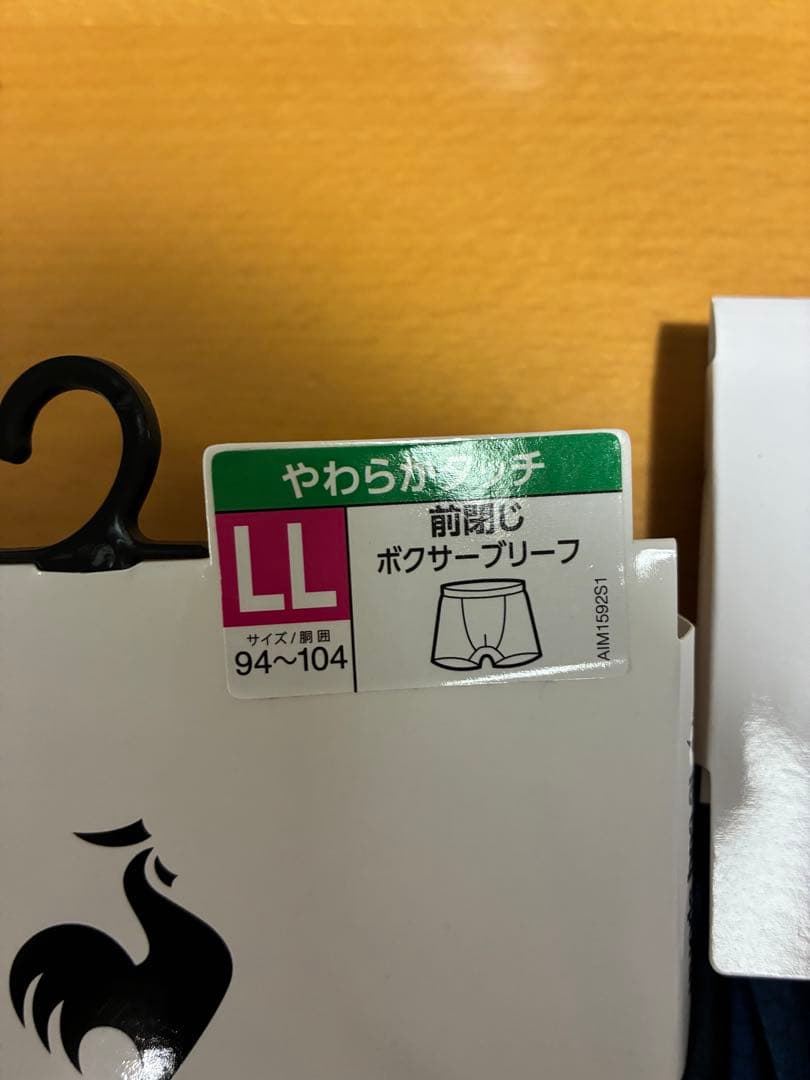 やわらかタッチ
LL
前閉じ
ボクサーブリーフ
サイズ/胴囲
94〜104
AIM1592S1